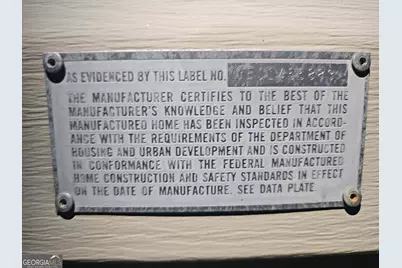 AS EVIDENCED BY THIS LABEL NO.
THE MANUFACTURER CERTIFIES TO THE BEST OF THE
MANUFACTURER'S KNOWLEDGE AND BELIEF THAT THIS
MANUFACTURED HOME HAS BEEN INSPECTED IN ACCORD-
ANCE WITH THE REQUIREMENTS OF THE DEPARTMENT OF
HOUSING AND URBAN DEVELOPMENT AND IS CONSTRUCTED
IN CONFORMANCE WITH THE FEDERAL MANUFACTURED
HOME CONSTRUCTION AND SAFETY STANDARDS IN EFFECT
ON THE DATE OF MANUFACTURE. SEE DATA PLATE.
GEORGIA MLS